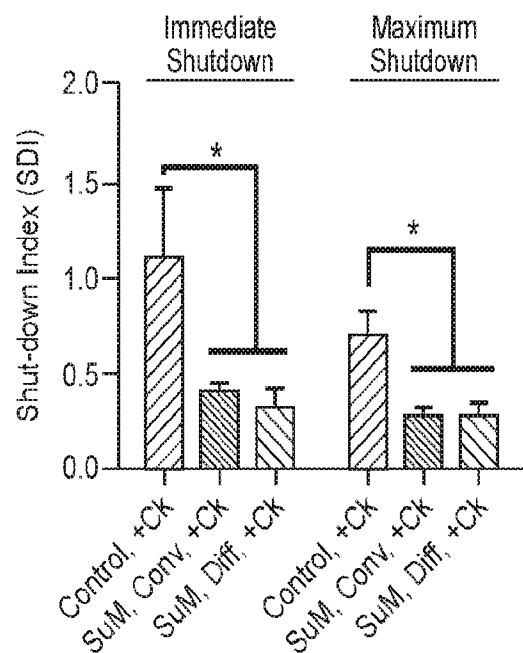 Immediate
Shutdown
Maximum
Shutdown
Shut-down Index (SDI)
2.0
1.5
1.0
0.5
0.0
*
*
Control, +Ck
SuM, Conv, +Ck
SuM, Diff, +Ck
Control, +Ck
SuM, Conv, +Ck
SuM, Diff, +Ck